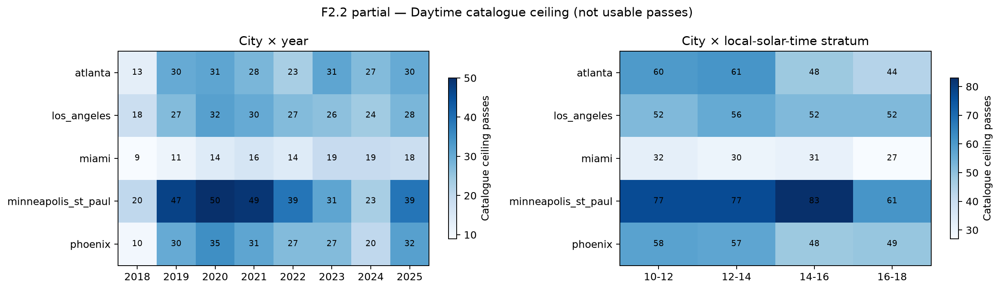 F2.2 partial — Daytime catalogue ceiling (not usable passes)
City × year
atlanta 13 30 31 28 23 31 27 30
los_angeles 18 27 32 30 27 26 24 28
miami 9 11 14 16 14 19 19 18
minneapolis_st_paul 20 47 50 49 39 31 23 39
phoenix 10 30 35 31 27 27 20 32
2018 2019 2020 2021 2022 2023 2024 2025
50
40
30
20
10
Catalogue ceiling passes
City × local-solar-time stratum
atlanta 60 61 48 44
los_angeles 52 56 52 52
miami 32 30 31 27
minneapolis_st_paul 77 77 83 61
phoenix 58 57 48 49
10-12 12-14 14-16 16-18
80
70
60
50
40
30
Catalogue ceiling passes